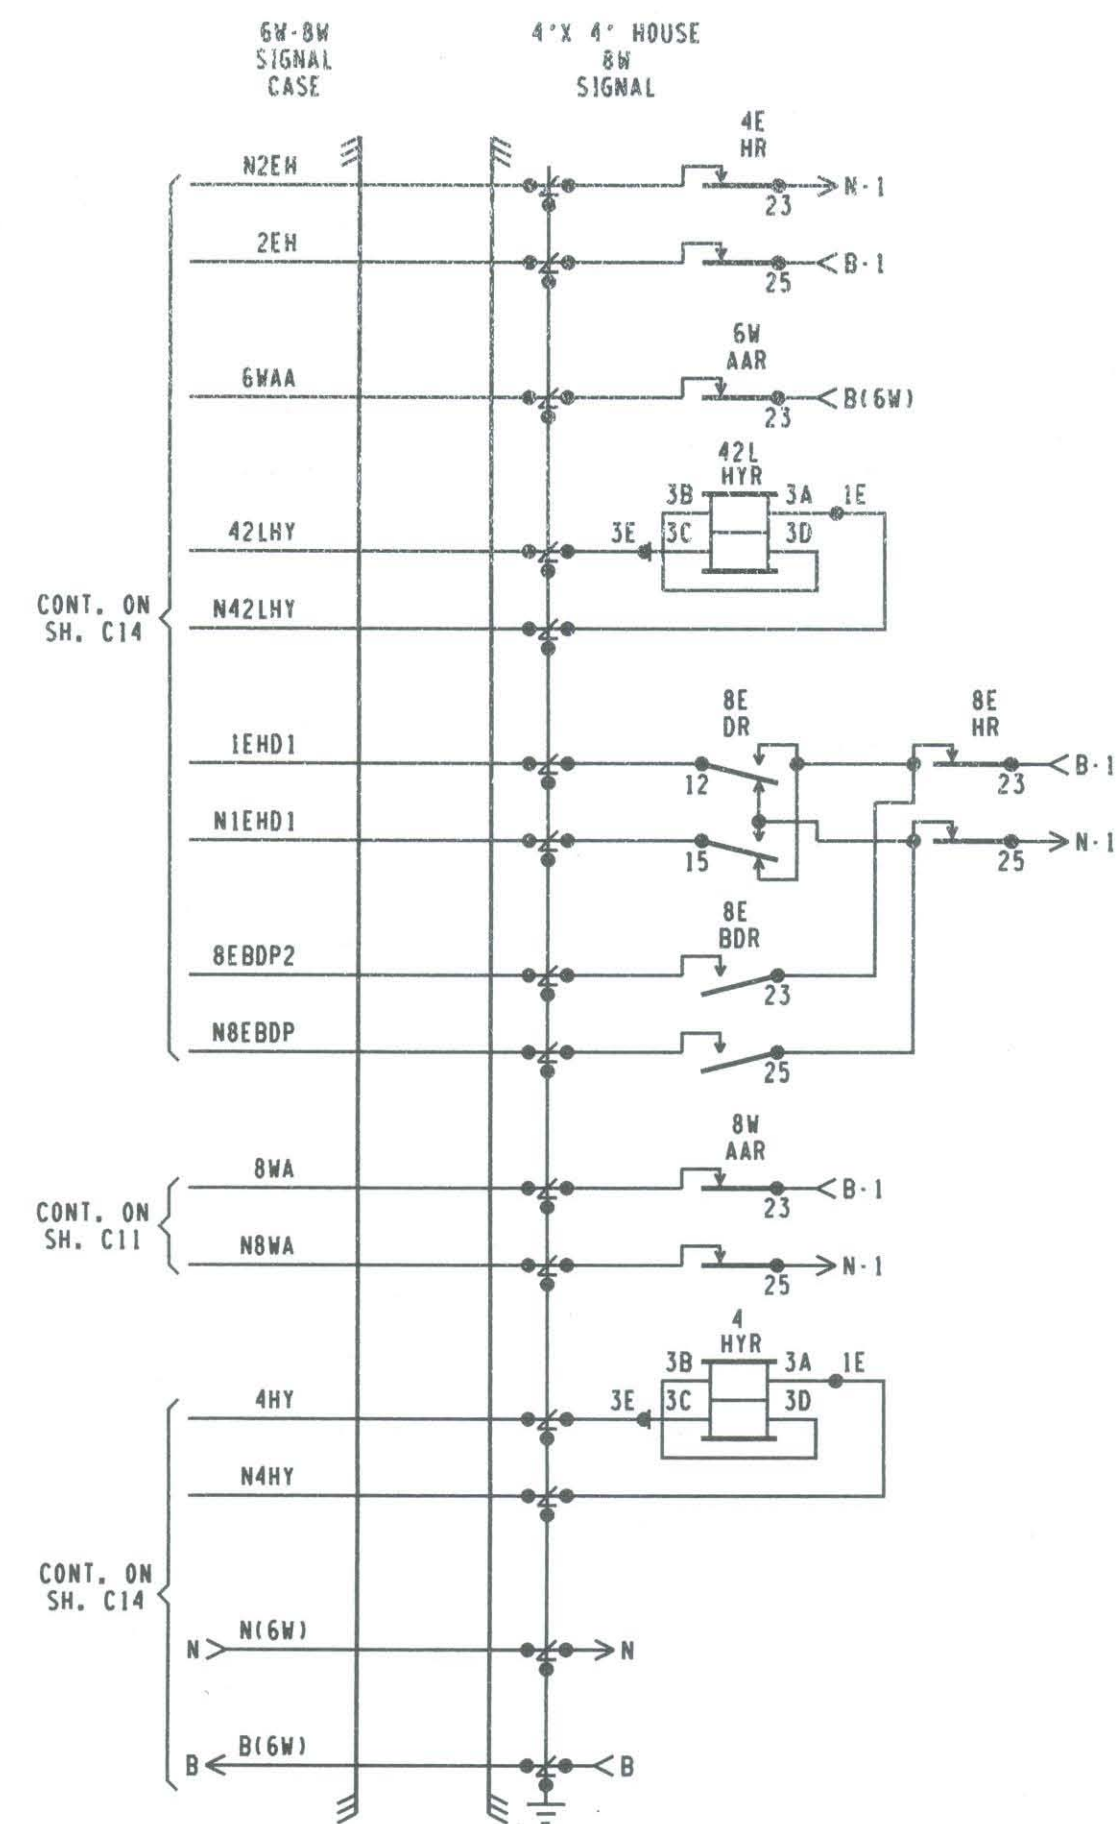 6W-8W
SIGNAL
CASE
4'X 4' HOUSE
8W
SIGNAL
4E
HR
N2EH
23
N-1
2EH
25
B-1
6W
AAR
6WAA
23
B(6W)
42L
HYR
3B
3A
1E
42LHY
3E
3C
3D
N42LHY
CONT. ON
SH. C14
8E
DR
8E
HR
1EHD1
12
23
B-1
N1EHD1
15
25
N-1
8E
BDR
8EBDP2
23
N8EBDP
25
8W
AAR
8WA
23
B-1
CONT. ON
SH. C11
N8WA
25
N-1
4
HYR
3B
3A
1E
4HY
3E
3C
3D
N4HY
CONT. ON
SH. C14
N
N(6W)
N
B
B(6W)
B